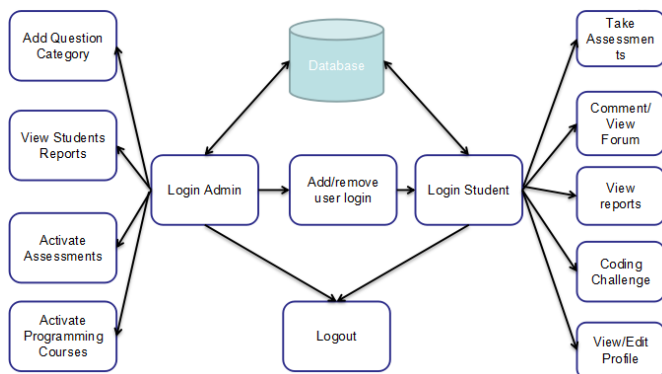 Add Question
Category
View Students
Reports
Activate
Assessments
Activate
Programming
Courses
Login Admin
Database
Add/remove
user login
Logout
Login Student
Take
Assessmen
ts
Comment/
View
Forum
View
reports
Coding
Challenge
View/Edit
Profile